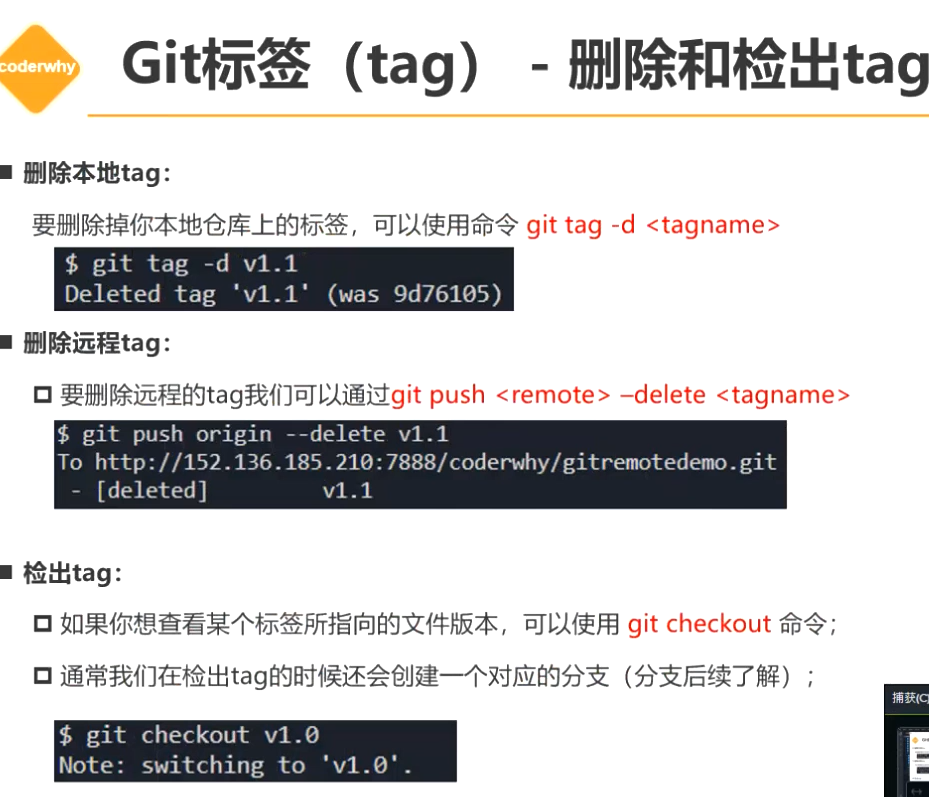 coderwhy
Git标签（tag） - 删除和检出tag
删除本地tag：
要删除掉你本地仓库上的标签，可以使用命令 git tag -d <tagname>
$ git tag -d v1.1
Deleted tag 'v1.1' (was 9d76105)
删除远程tag：
要删除远程的tag我们可以通过git push <remote> –delete <tagname>
$ git push origin --delete v1.1
To http://152.136.185.210:7888/coderwhy/gitremotedemo.git
- [deleted] v1.1
检出tag：
如果你想查看某个标签所指向的文件版本，可以使用 git checkout 命令；
通常我们在检出tag的时候还会创建一个对应的分支（分支后续了解）；
$ git checkout v1.0
Note: switching to 'v1.0'.
捕获(C)